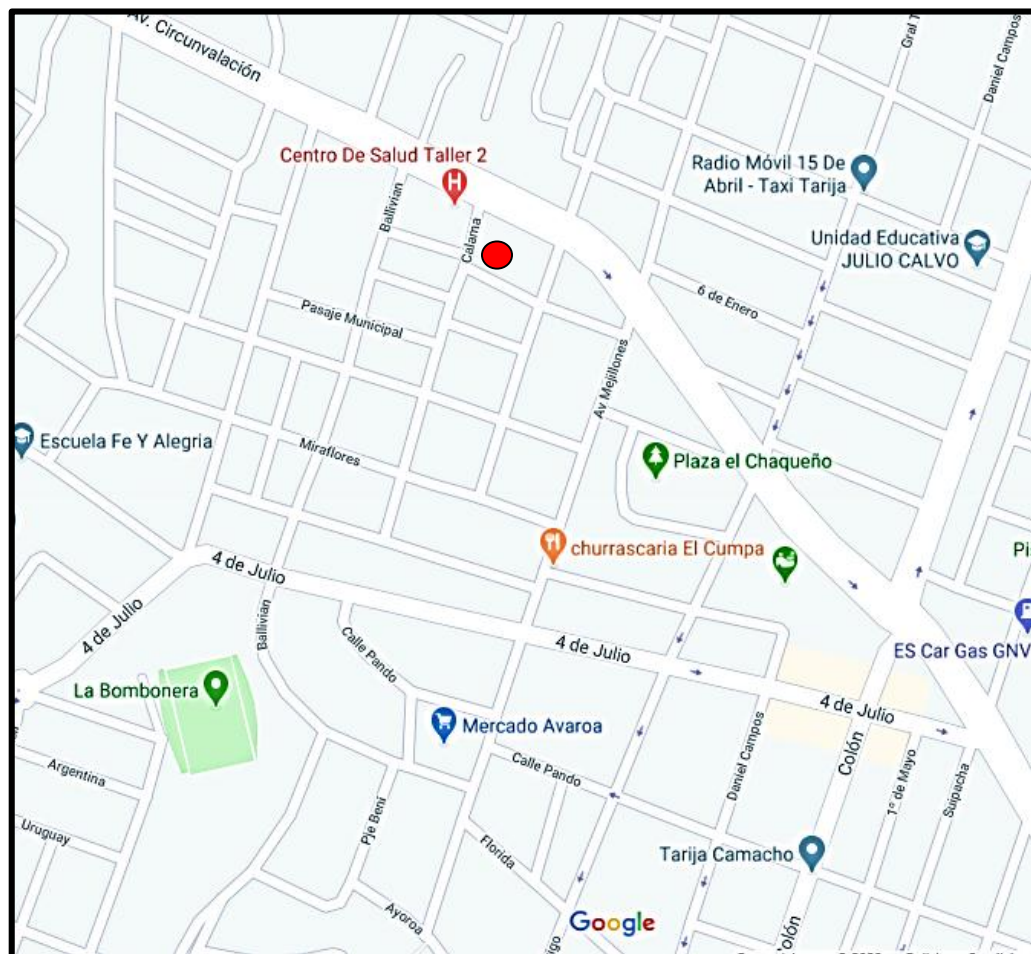 Av. Circunvalación
Gral T
Daniel Campos
Centro De Salud Taller 2
H
Radio Móvil 15 De
Abril - Taxi Tarija
Ballivian
Calama
Unidad Educativa
JULIO CALVO
6 de Enero
Pasaje Municipal
Av Mejillones
Escuela Fe Y Alegria
Miraflores
Plaza el Chaqueño
churrascaria El Cumpa
Pi
4 de Julio
4 de Julio
Ballivian
Calle Pando
4 de Julio
ES Car Gas GNV
La Bombonera
4 de Julio
Mercado Avaroa
Daniel Campos
Colón
Argentina
Calle Pando
1º de Mayo
Suipacha
Uruguay
Pje Beni
Florida
Tarija Camacho
Ayoroa
Google
Colón
igo